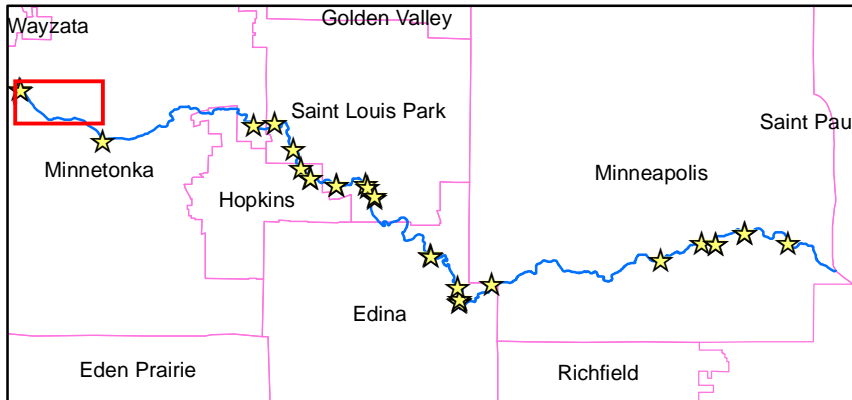 Golden Valley
Wayzata
Saint Louis Park
Saint Pau
Minnetonka
Minneapolis
Hopkins
Edina
Eden Prairie
Richfield